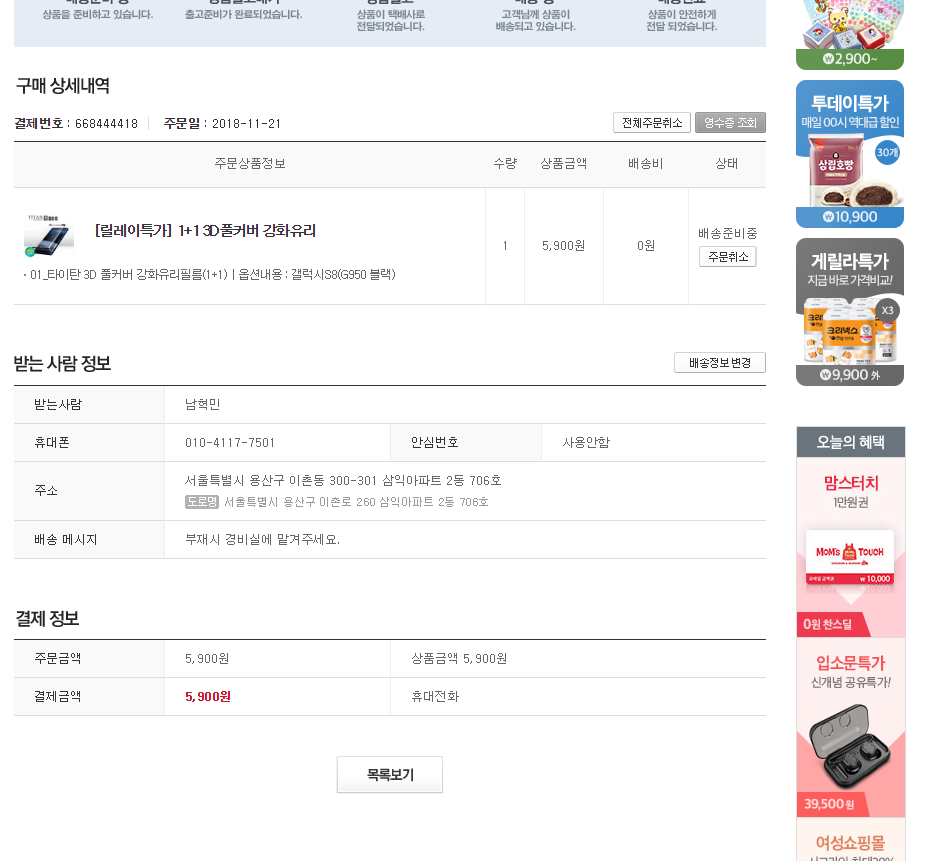 상품을 준비하고 있습니다.
출고준비가 완료되었습니다.
상품이 택배사로
전달되었습니다.
고객님께 상품이
배송되고 있습니다.
상품이 안전하게
전달 되었습니다.
₩2,900~
구매 상세내역
결제번호 : 668444418 주문일 : 2018-11-21
전체주문취소 영수증 조회
주문상품정보 수량 상품금액 배송비 상태
[릴레이특가] 1+1 3D풀커버 강화유리
1 5,900원 0원 배송준비중
주문취소
· 01_타이탄 3D 풀커버 강화유리필름(1+1) | 옵션내용 : 갤럭시S8(G950 블랙)
받는 사람 정보
배송정보 변경
받는사람 남혁민
휴대폰 010-4117-7501 안심번호 사용안함
주소 서울특별시 용산구 이촌동 300-301 삼익아파트 2동 706호
도로명 서울특별시 용산구 이촌로 260 삼익아파트 2동 706호
배송 메시지 부재시 경비실에 맡겨주세요.
결제 정보
주문금액 5,900원 상품금액 5,900원
결제금액 5,900원 휴대전화
목록보기
투데이특가
매일 00시 역대급 할인
30개
삼립호빵
₩10,900
게릴라특가
지금 바로 가격비교!
X3
크리넥스
₩9,900 外
오늘의 혜택
맘스터치
1만원권
MOM'S TOUCH
₩ 10,000
0원 찬스딜
입소문특가
신개념 공유특가!
39,500원
여성쇼핑몰